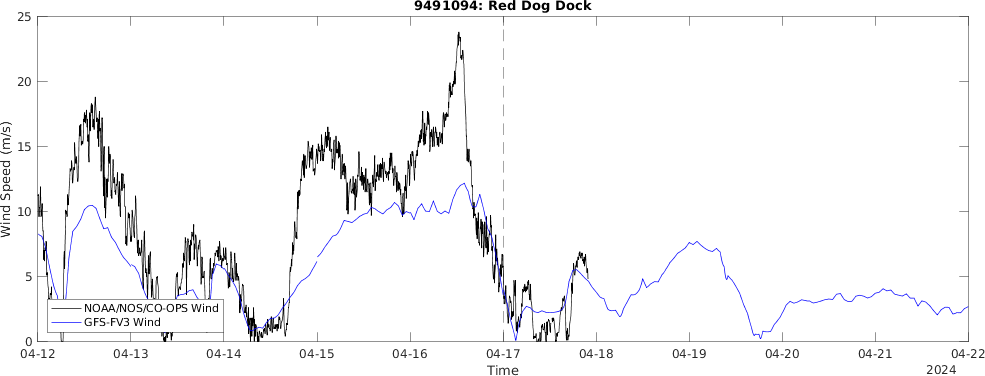 9491094: Red Dog Dock
Wind Speed (m/s)
25
20
15
10
5
0
NOAA/NOS/CO-OPS Wind
GFS-FV3 Wind
04-12 04-13 04-14 04-15 04-16 04-17 04-18 04-19 04-20 04-21 04-22
Time
2024